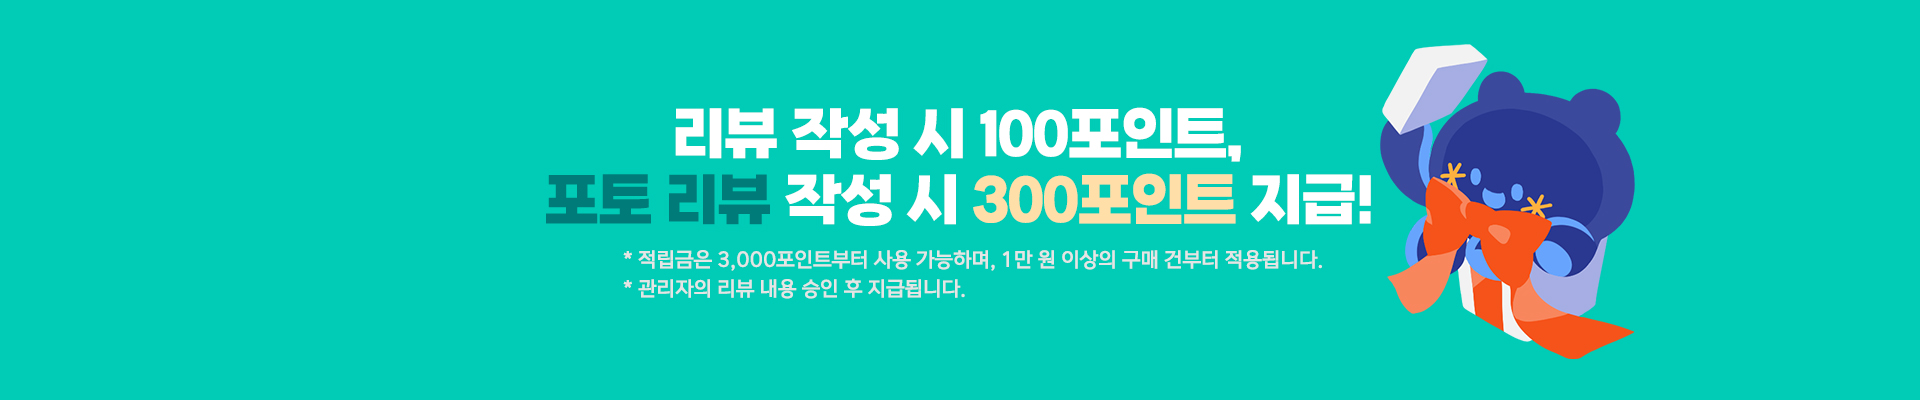 리뷰 작성 시 100포인트,
포토 리뷰 작성 시 300포인트 지급!
* 적립금은 3,000포인트부터 사용 가능하며, 1만 원 이상의 구매 건부터 적용됩니다.
* 관리자의 리뷰 내용 승인 후 지급됩니다.